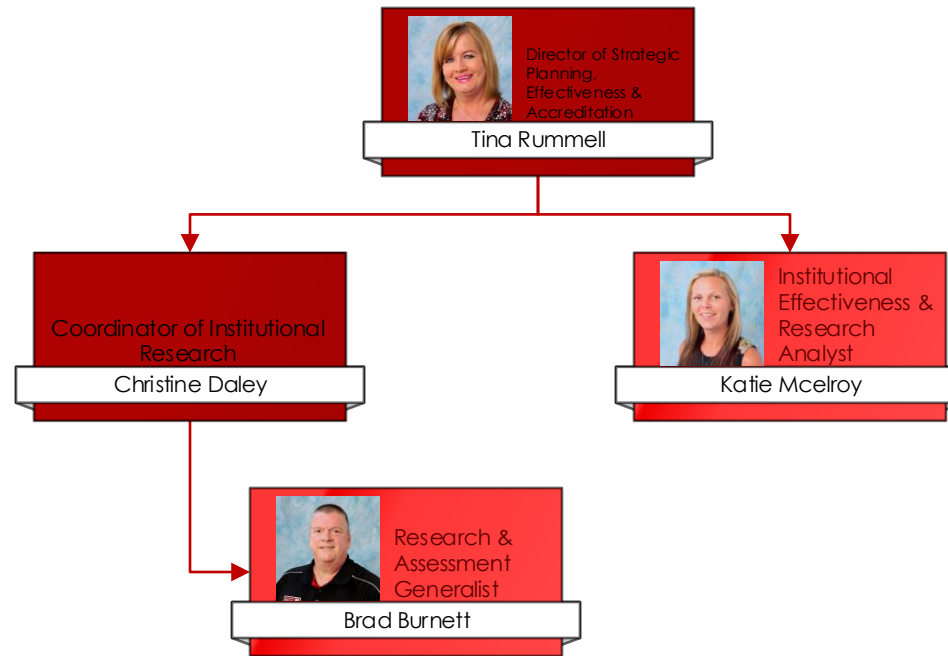 Director of Strategic
Planning,
Effectiveness &
Accreditation
Tina Rummell
Coordinator of Institutional
Research
Christine Daley
Institutional
Effectiveness &
Research
Analyst
Katie Mcelroy
Research &
Assessment
Generalist
Brad Burnett